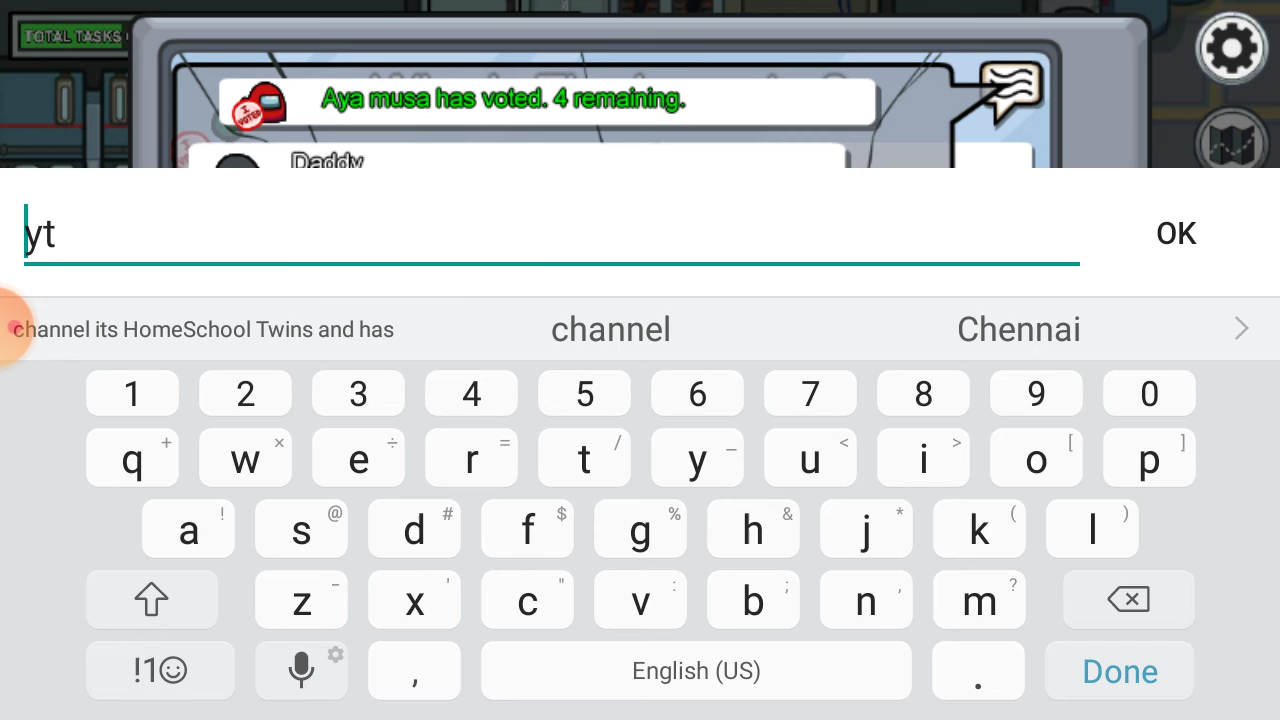 TOTAL TASKS
I VOTED
Aya musa has voted. 4 remaining.
Daddy
yt
OK
channel its HomeSchool Twins and has
channel
Chennai
1 2 3 4 5 6 7 8 9 0
q + w × e ÷ r = t / y _ u < i > o [ p ]
a ! s @ d # f $ g % h & j * k ( l )
z - x ' c " v : b ; n , m ?
!1☺ , English (US) . Done